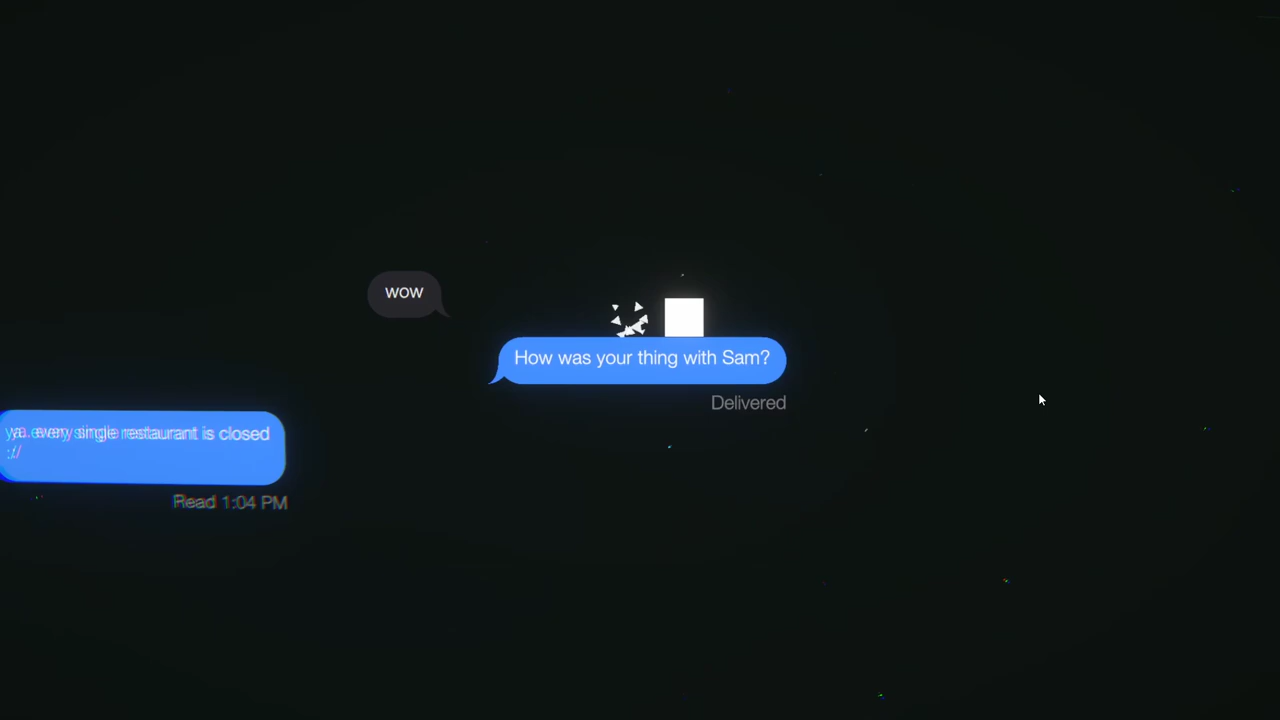 wow
How was your thing with Sam?
Delivered
ya. every single restaurant is closed
://
Read 1:04 PM